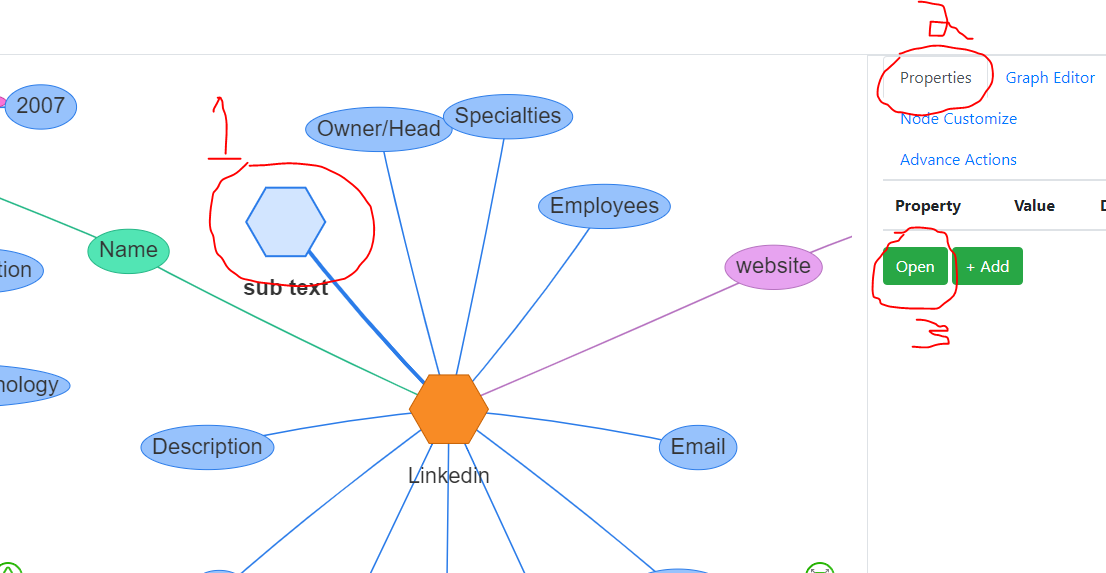 2
Properties
Graph Editor
2007
1
Owner/Head
Specialties
Node Customize
Advance Actions
Employees
Property
Value
D
Name
tion
website
Open
+ Add
sub text
3
nology
Description
Email
Linkedin